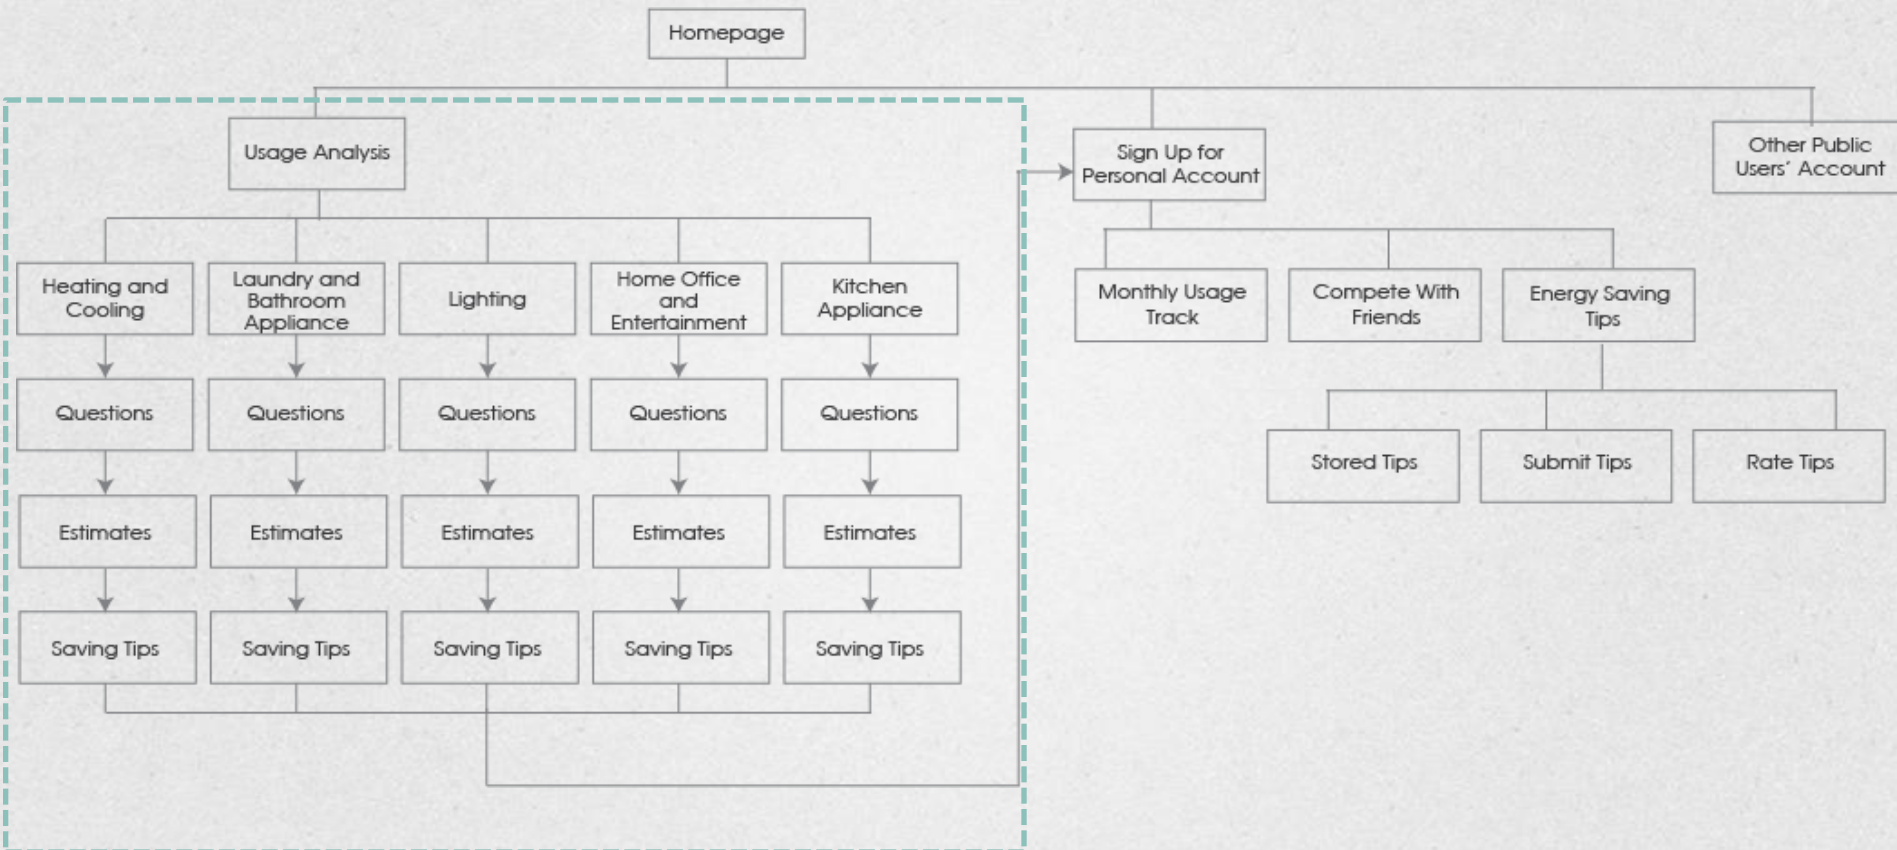 Homepage
Usage Analysis
Sign Up for
Personal Account
Other Public
Users' Account
Heating and
Cooling
Laundry and
Bathroom
Appliance
Lighting
Home Office
and
Entertainment
Kitchen
Appliance
Monthly Usage
Track
Compete With
Friends
Energy Saving
Tips
Questions
Questions
Questions
Questions
Questions
Stored Tips
Submit Tips
Rate Tips
Estimates
Estimates
Estimates
Estimates
Estimates
Saving Tips
Saving Tips
Saving Tips
Saving Tips
Saving Tips